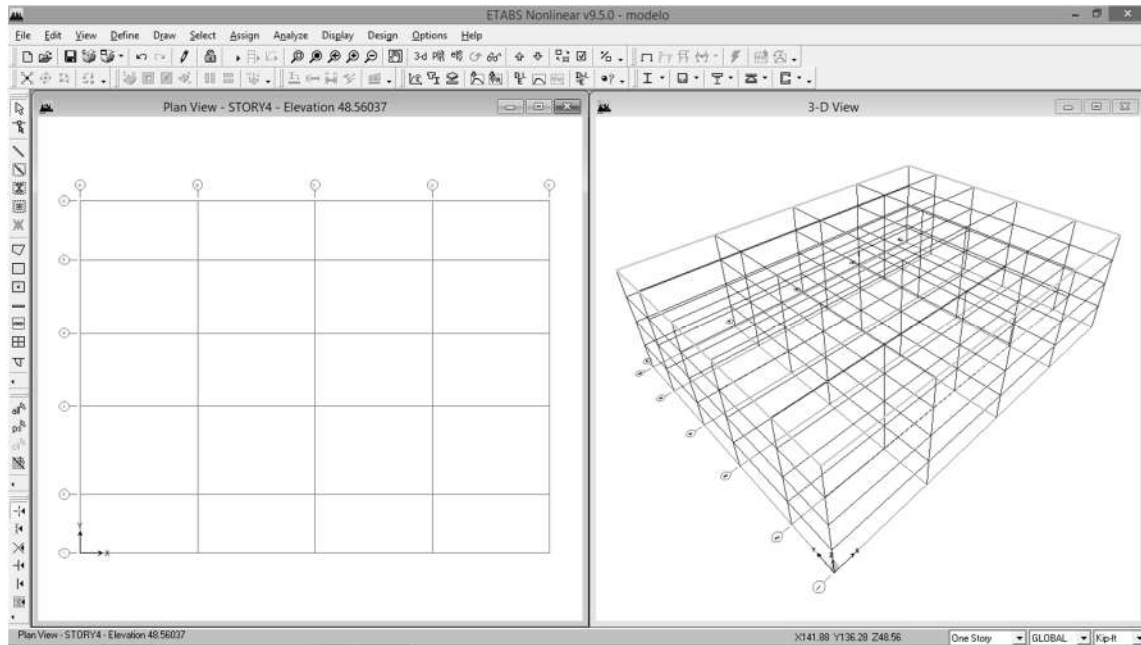 ETABS Nonlinear v9.5.0 - modelo
File Edit View Define Draw Select Assign Analyze Display Design Options Help
3-d
Plan View - STORY4 - Elevation 48.56037
3-D View
all
Y
X
Plan View - STORY4 - Elevation 48.56037
X141.88 Y136.28 Z48.56
One Story
GLOBAL
Kip-ft